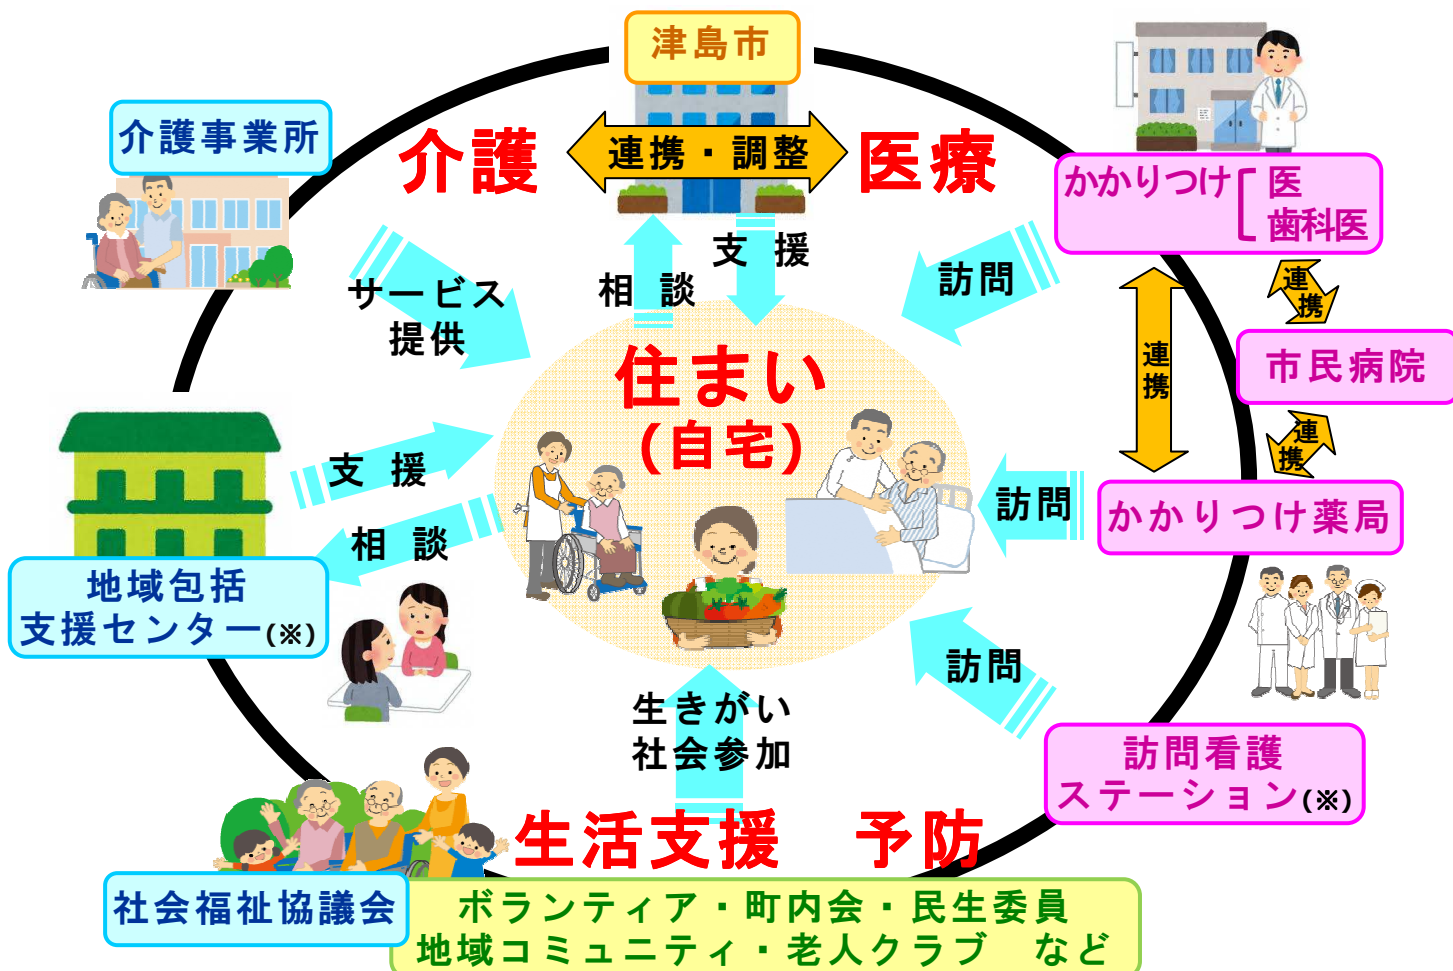 津島市
介護事業所
介護
連携・調整
医療
かかりつけ
医
歯科医
サービス
提供
相談
支援
訪問
連
携
連
携
市民病院
連
携
住まい
(自宅)
支援
相談
訪問
かかりつけ薬局
地域包括
支援センター(※)
訪問
生きがい
社会参加
訪問看護
ステーション(※)
生活支援　予防
社会福祉協議会
ボランティア・町内会・民生委員
地域コミュニティ・老人クラブ　など